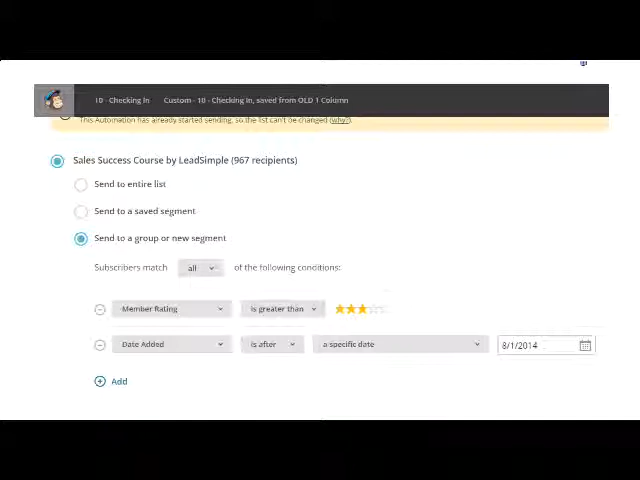 10 - Checking In Custom - 10 - Checking In, saved from OLD 1 Column
This Automation has already started sending, so the list can't be changed (why?).
Sales Success Course by LeadSimple (967 recipients)
Send to entire list
Send to a saved segment
Send to a group or new segment
Subscribers match all of the following conditions:
Member Rating is greater than
Date Added is after a specific date 8/1/2014
Add